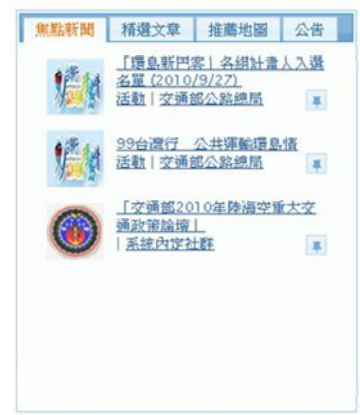 焦點新聞 精選文章 推薦地圖 公告
「環島新巴客」各組計畫人入選
名單 (2010/9/27)
活動 | 交通部公路總局
99台灣行 公共運輸環島情
活動 | 交通部公路總局
「交通部2010年陸海空重大交
通政策論壇」
| 系統內定社群